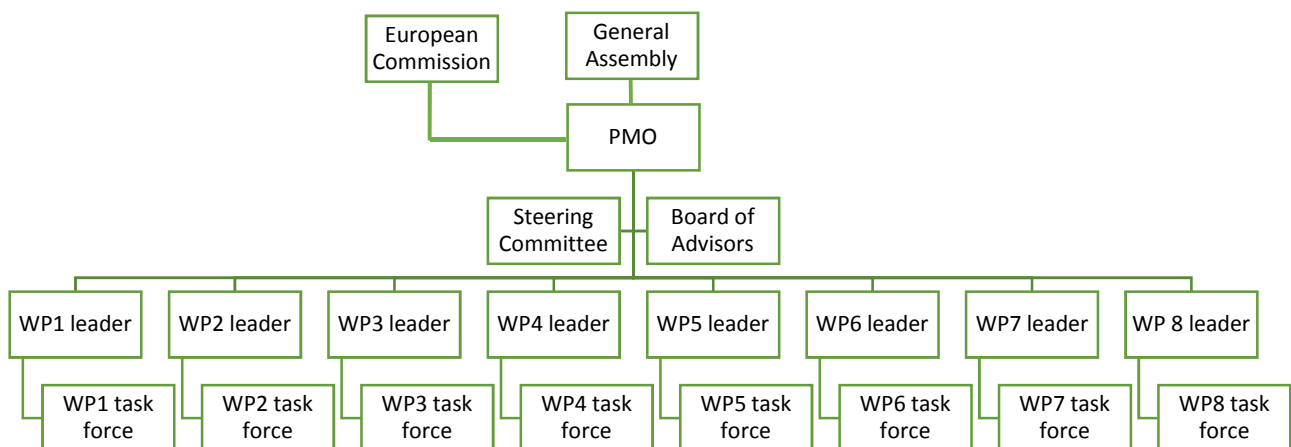 European
Commission
General
Assembly
PMO
Steering
Committee
Board of
Advisors
WP1 leader
WP2 leader
WP3 leader
WP4 leader
WP5 leader
WP6 leader
WP7 leader
WP 8 leader
WP1 task
force
WP2 task
force
WP3 task
force
WP4 task
force
WP5 task
force
WP6 task
force
WP7 task
force
WP8 task
force